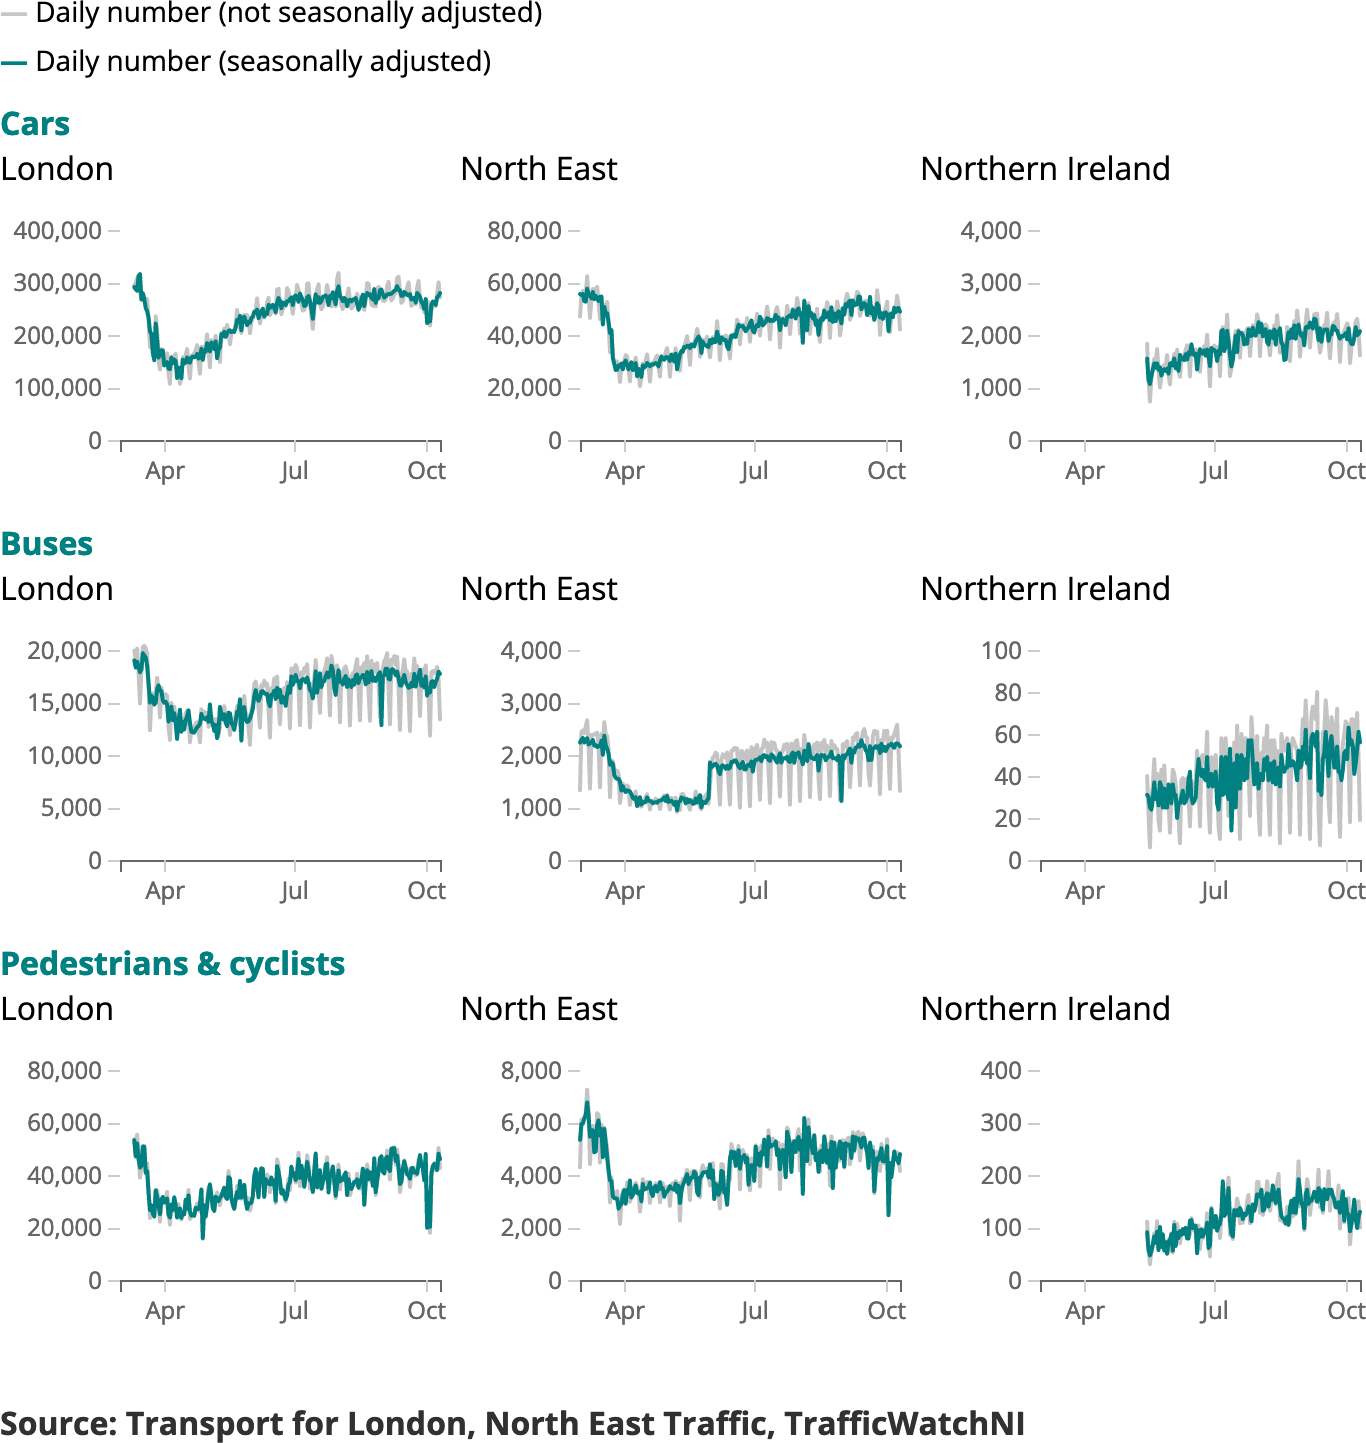 Daily number (not seasonally adjusted)
Daily number (seasonally adjusted)
Cars
London
North East
Northern Ireland
400,000
300,000
200,000
100,000
0
Apr
Jul
Oct
80,000
60,000
40,000
20,000
0
Apr
Jul
Oct
4,000
3,000
2,000
1,000
0
Apr
Jul
Oct
Buses
London
North East
Northern Ireland
20,000
15,000
10,000
5,000
0
Apr
Jul
Oct
4,000
3,000
2,000
1,000
0
Apr
Jul
Oct
100
80
60
40
20
0
Apr
Jul
Oct
Pedestrians & cyclists
London
North East
Northern Ireland
80,000
60,000
40,000
20,000
0
Apr
Jul
Oct
8,000
6,000
4,000
2,000
0
Apr
Jul
Oct
400
300
200
100
0
Apr
Jul
Oct
Source: Transport for London, North East Traffic, TrafficWatchNI